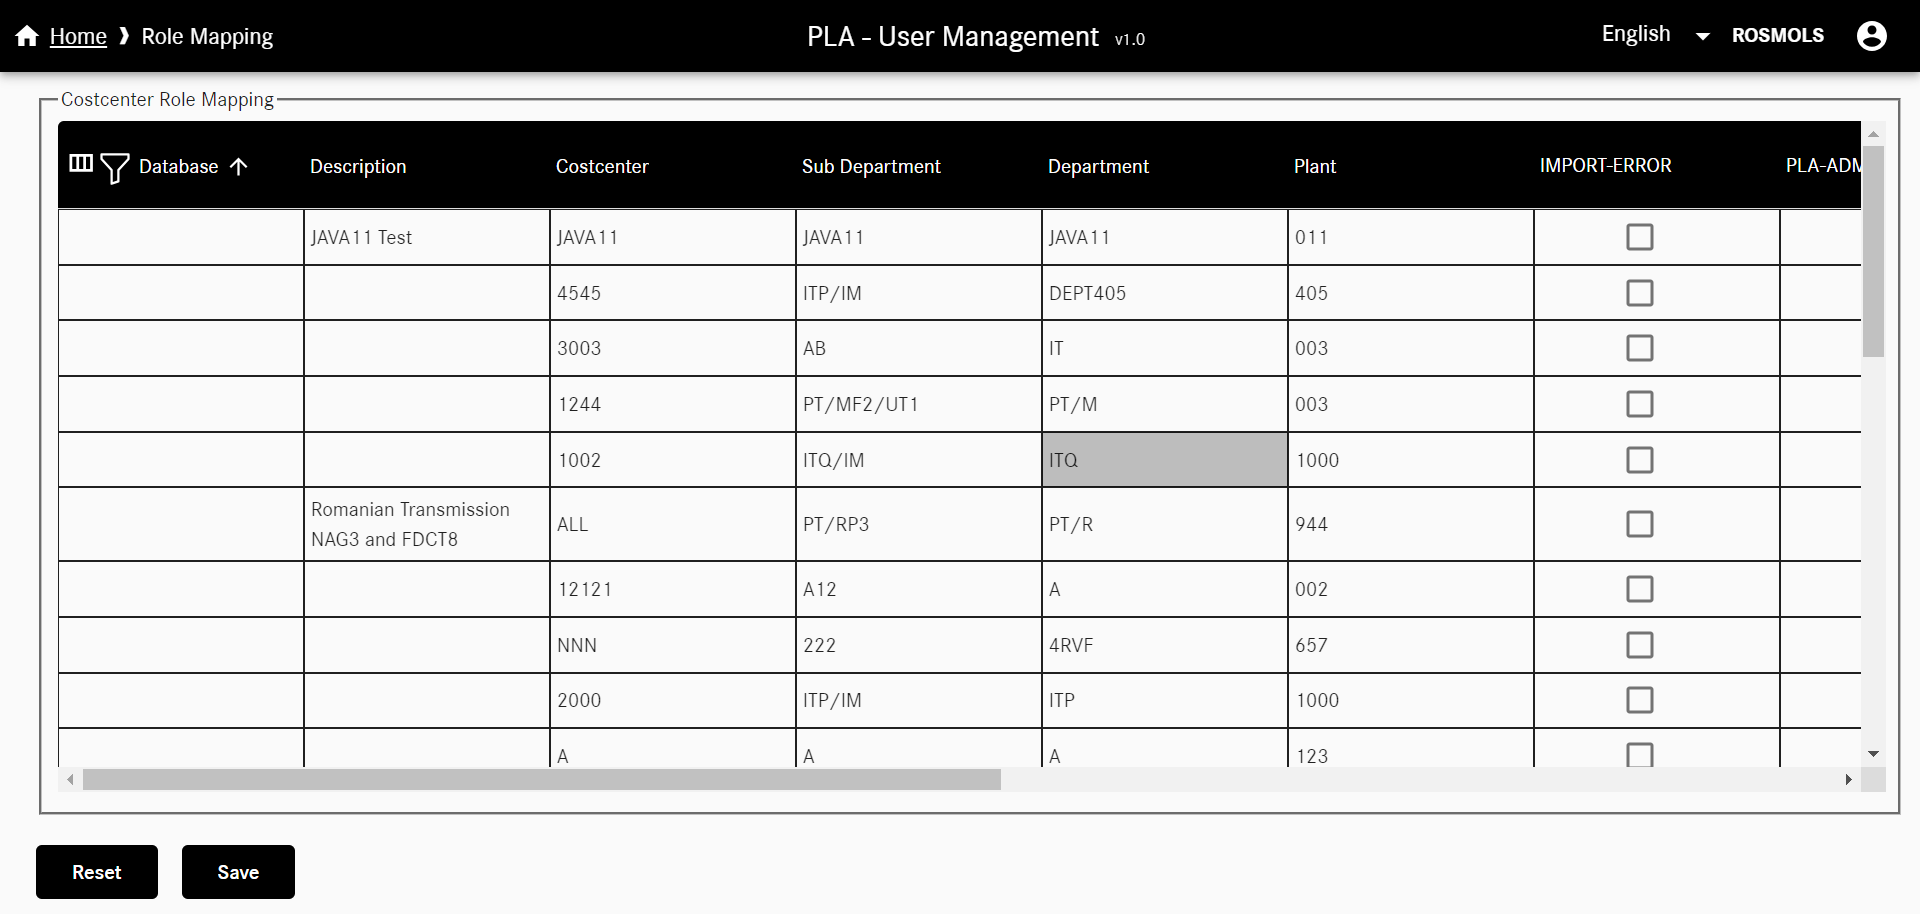 Home ❱ Role Mapping
PLA - User Management v1.0
English
ROSMOLS
Costcenter Role Mapping
Database Description Costcenter Sub Department Department Plant IMPORT-ERROR PLA-ADM
JAVA11 Test JAVA11 JAVA11 JAVA11 011
4545 ITP/IM DEPT405 405
3003 AB IT 003
1244 PT/MF2/UT1 PT/M 003
1002 ITQ/IM ITQ 1000
Romanian Transmission
NAG3 and FDCT8 ALL PT/RP3 PT/R 944
12121 A12 A 002
NNN 222 4RVF 657
2000 ITP/IM ITP 1000
A A A 123
Reset Save